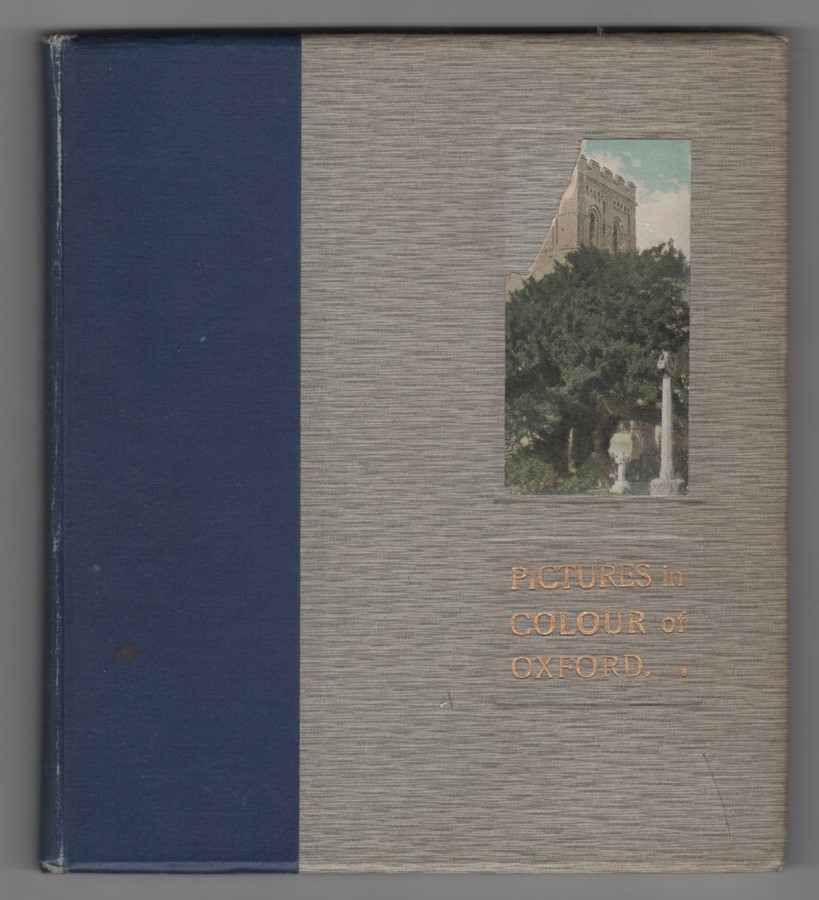 PICTURES in
COLOUR of
OXFORD. .